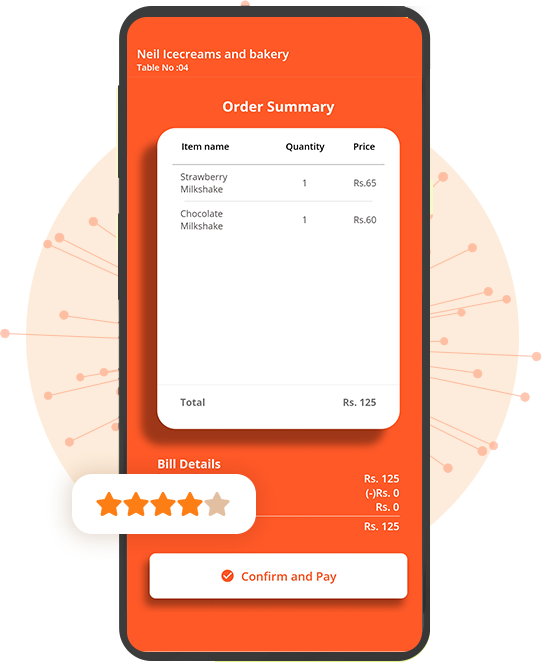 Neil Icecreams and bakery
Table No :04
Order Summary
Item name Quantity Price
Strawberry
Milkshake 1 Rs.65
Chocolate
Milkshake 1 Rs.60
Total Rs. 125
Bill Details
Rs. 125
(-)Rs. 0
Rs. 0
Rs. 125
Confirm and Pay